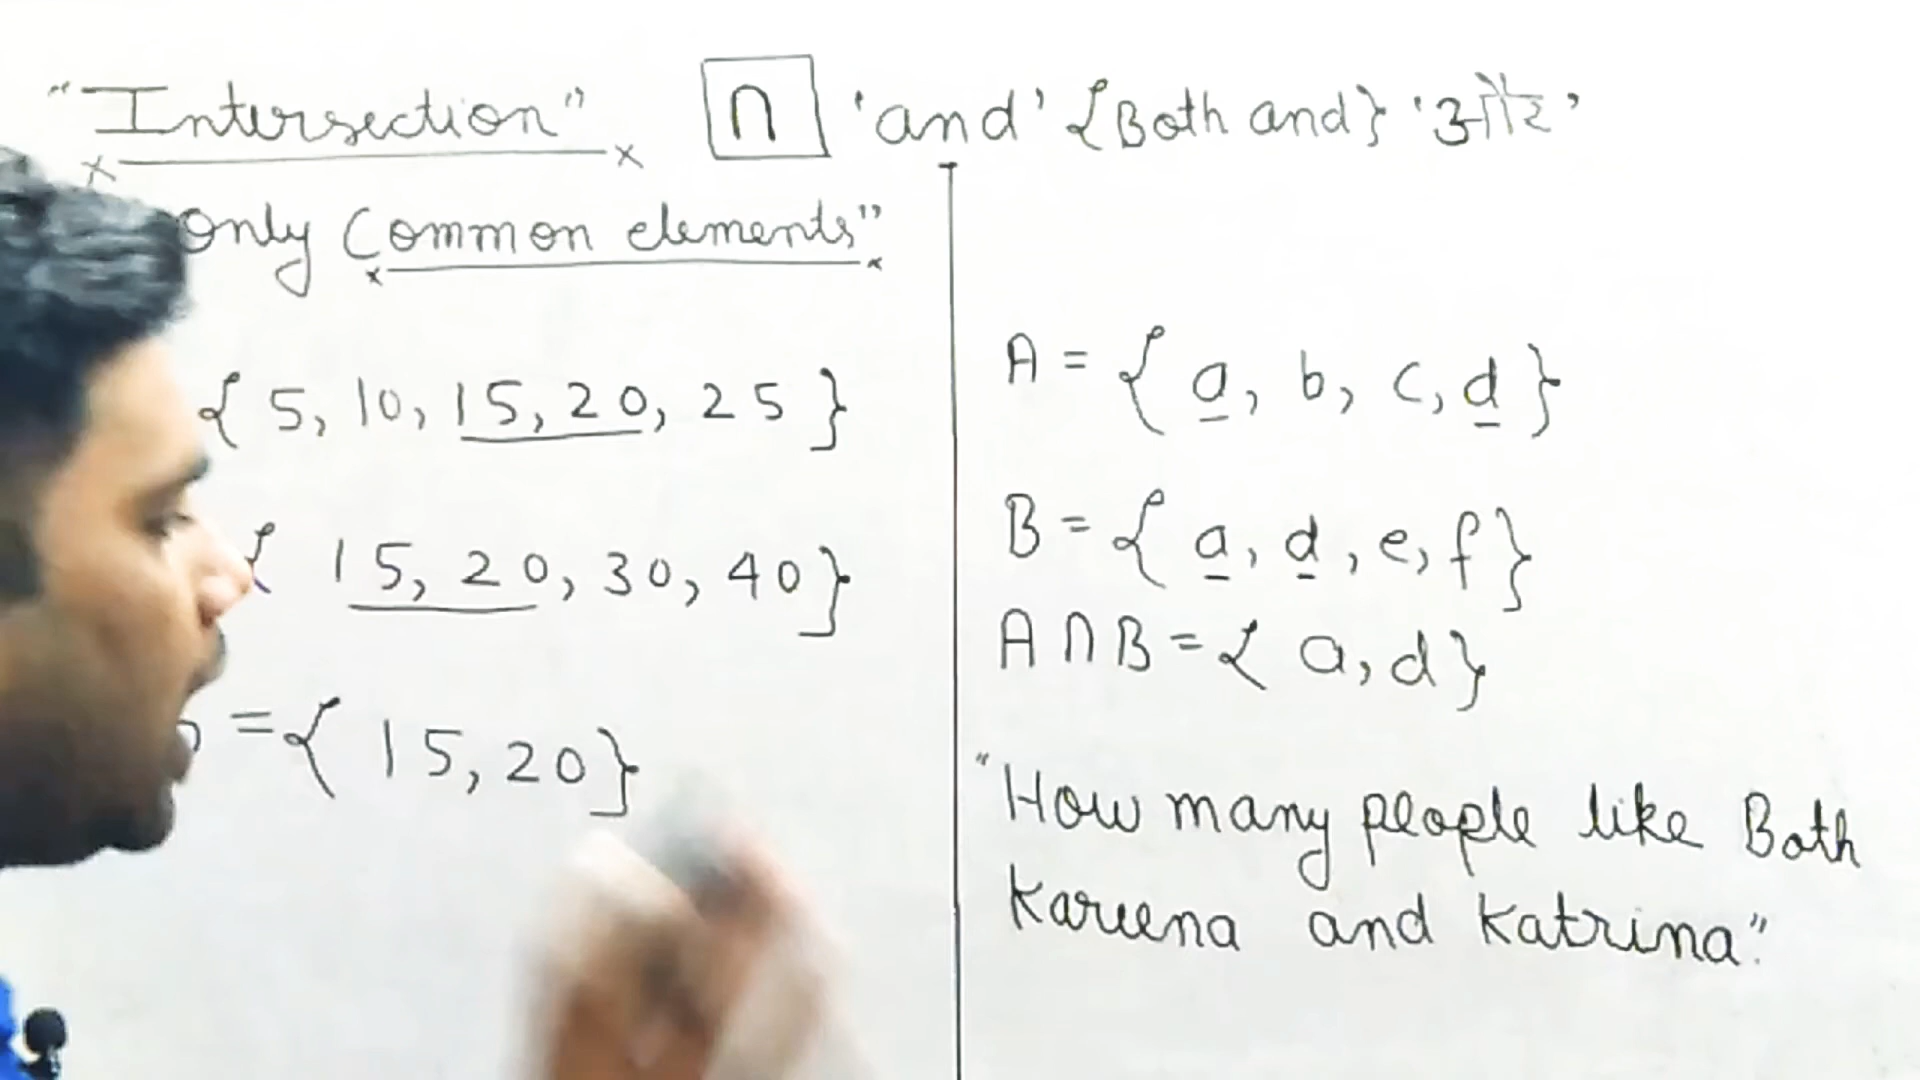 "Intersection" ∩ 'and' {Both and} 'और'
only Common elements"
{ 5, 10, 15, 20, 25 }
{ 15, 20, 30, 40}
= { 15, 20}
A = { a, b, c, d }
B = { a, d, e, f }
A ∩ B = { a, d }
"How many people like Both
Kareena and Katrina"